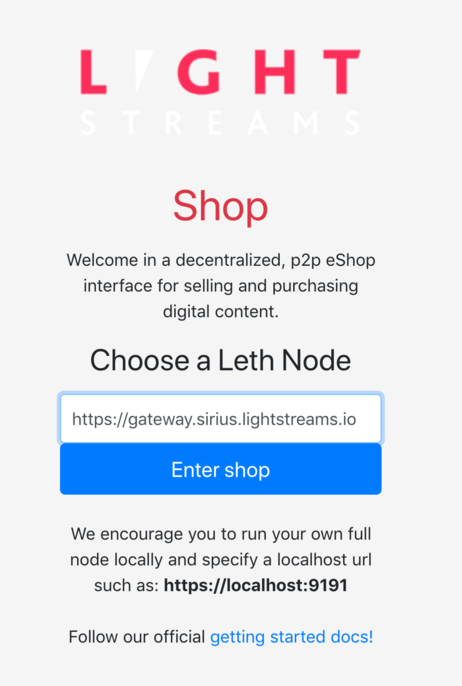 LIGHT
STREAMS
Shop
Welcome in a decentralized, p2p eShop
interface for selling and purchasing
digital content.
Choose a Leth Node
https://gateway.sirius.lightstreams.io
Enter shop
We encourage you to run your own full
node locally and specify a localhost url
such as: https://localhost:9191
Follow our official getting started docs!